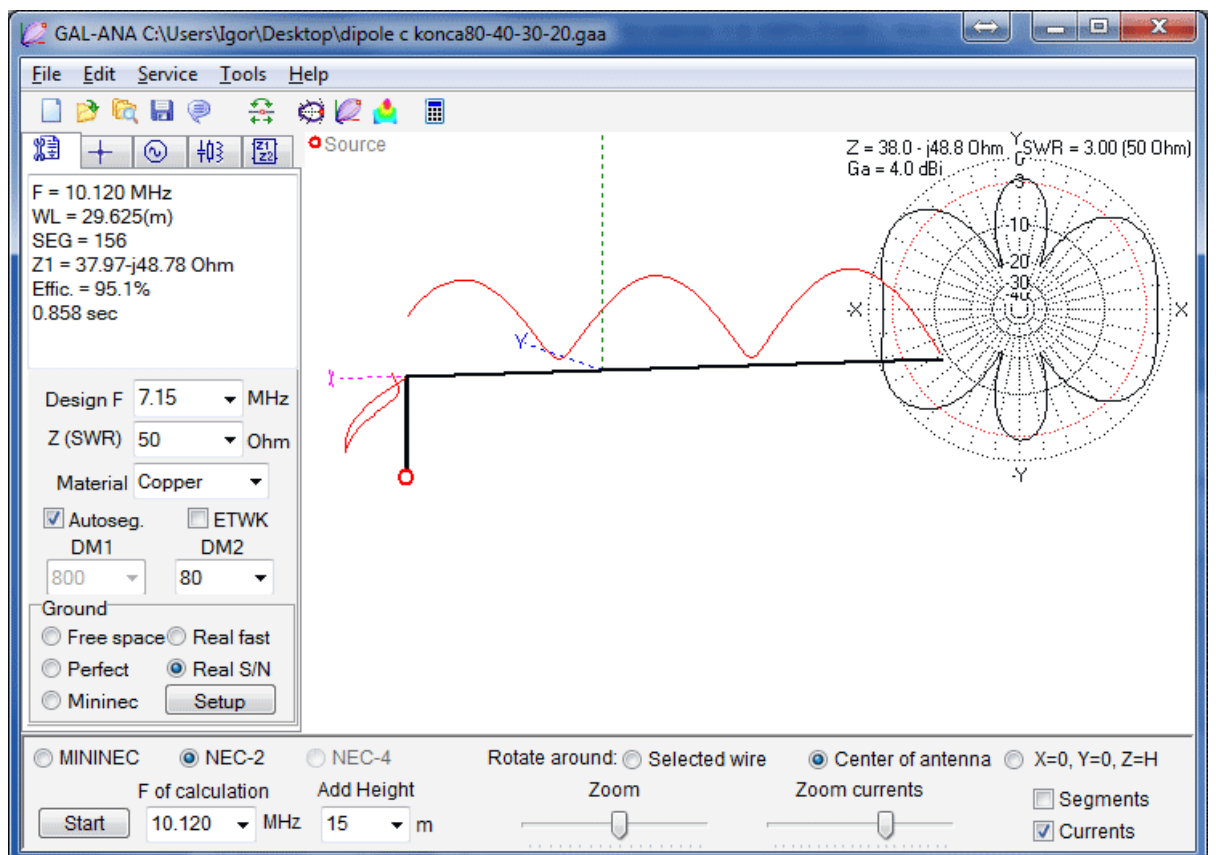 GAL-ANA C:\Users\Igor\Desktop\dipole c konca80-40-30-20.gaa
File Edit Service Tools Help
Source
Z = 38.0 - j48.8 Ohm SWR = 3.00 (50 Ohm)
Ga = 4.0 dBi
Y
0
-3
-10
-20
-30
-40
-X
X
-Y
Y
X
F = 10.120 MHz
WL = 29.625(m)
SEG = 156
Z1 = 37.97-j48.78 Ohm
Effic. = 95.1%
0.858 sec
Design F 7.15 MHz
Z (SWR) 50 Ohm
Material Copper
Autoseg. ETWK
DM1 DM2
800 80
Ground
Free space Real fast
Perfect Real S/N
Mininec Setup
MININEC NEC-2 NEC-4 Rotate around: Selected wire Center of antenna X=0, Y=0, Z=H
F of calculation Add Height Zoom Zoom currents
Segments
Start 10.120 MHz 15 m
Currents